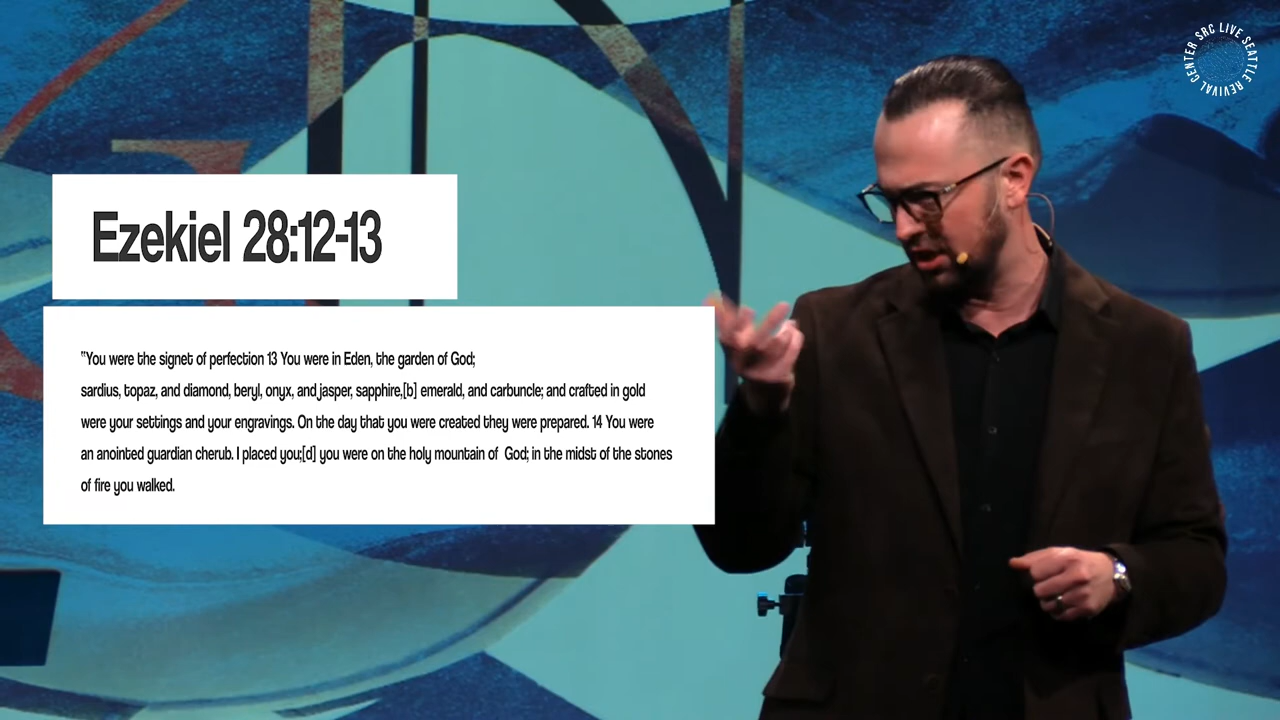 SRC LIVE SEATTLE REVIVAL CENTER
Ezekiel 28:12-13
"You were the signet of perfection 13 You were in Eden, the garden of God;
sardius, topaz, and diamond, beryl, onyx, and jasper, sapphire,[b] emerald, and carbuncle; and crafted in gold
were your settings and your engravings. On the day that you were created they were prepared. 14 You were
an anointed guardian cherub. I placed you;[d] you were on the holy mountain of God; in the midst of the stones
of fire you walked.